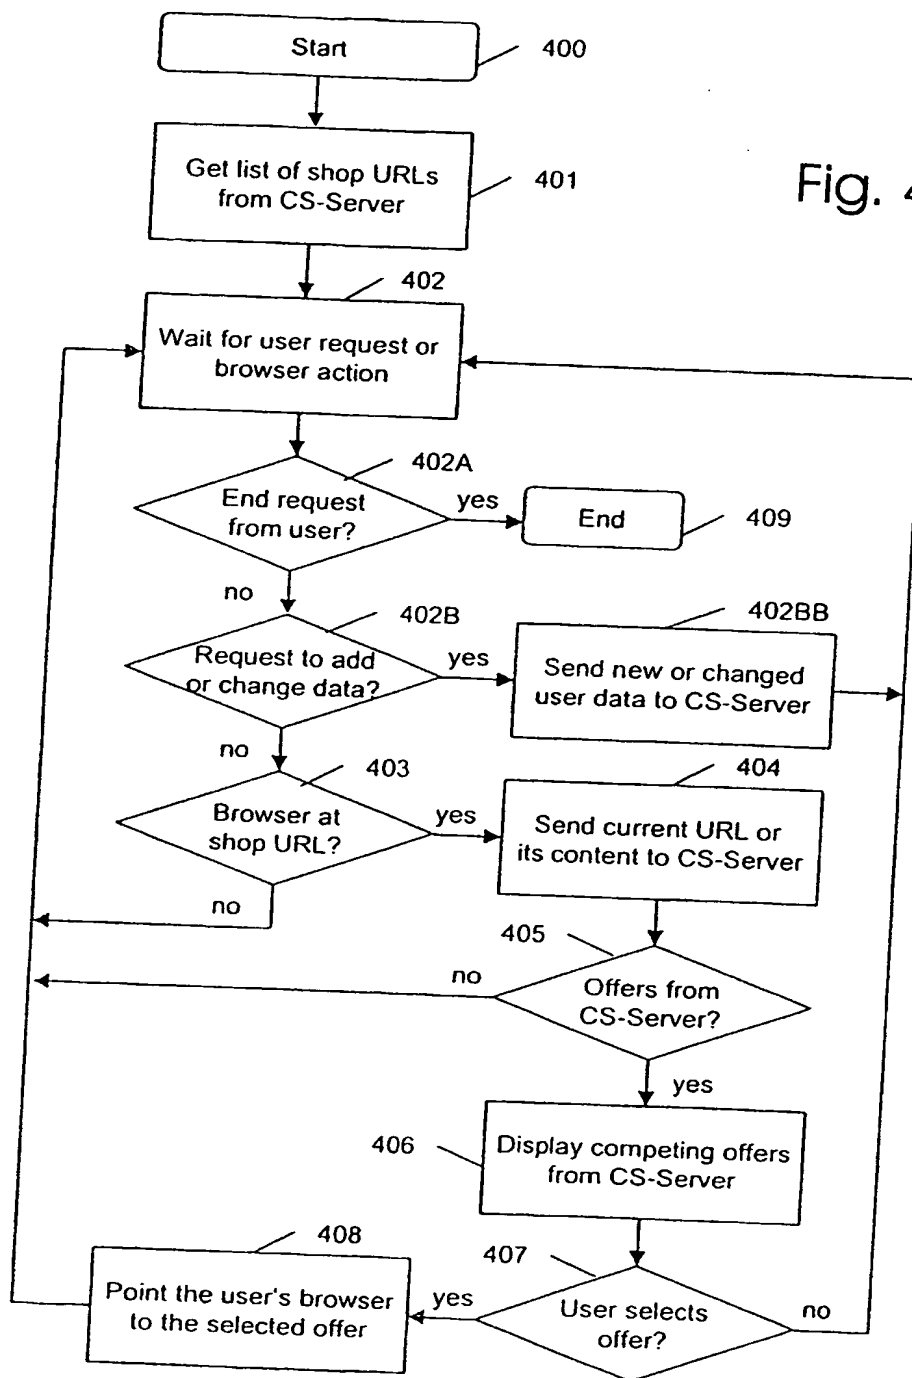 Start
400
Get list of shop URLs
from CS-Server
401
Fig. 4
402
Wait for user request or
browser action
402A
End request
from user?
yes
End
409
no
402B
Request to add
or change data?
yes
402BB
Send new or changed
user data to CS-Server
no
403
Browser at
shop URL?
yes
404
Send current URL or
its content to CS-Server
no
405
Offers from
CS-Server?
no
yes
406
Display competing offers
from CS-Server
408
Point the user's browser
to the selected offer
yes
407
User selects
offer?
no